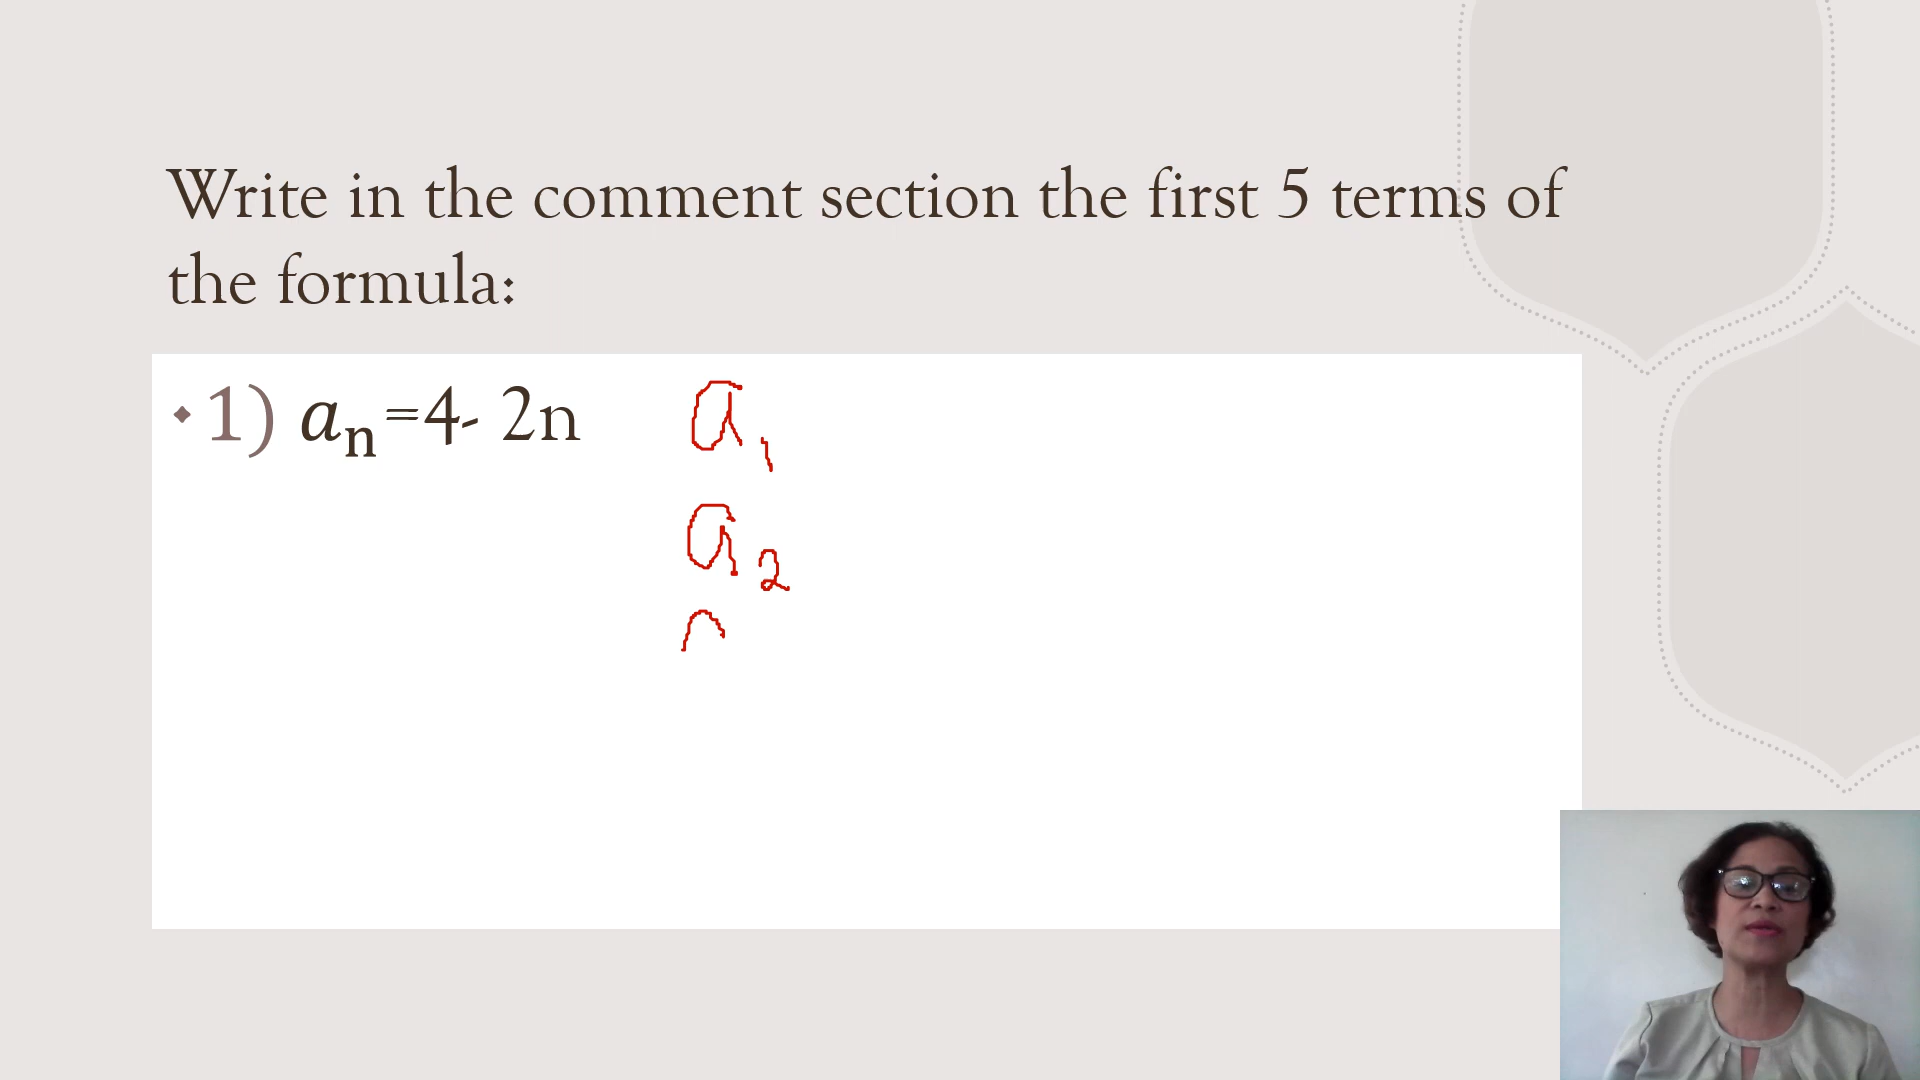 Write in the comment section the first 5 terms of
the formula:
1) aₙ=4- 2n
a₁
a₂